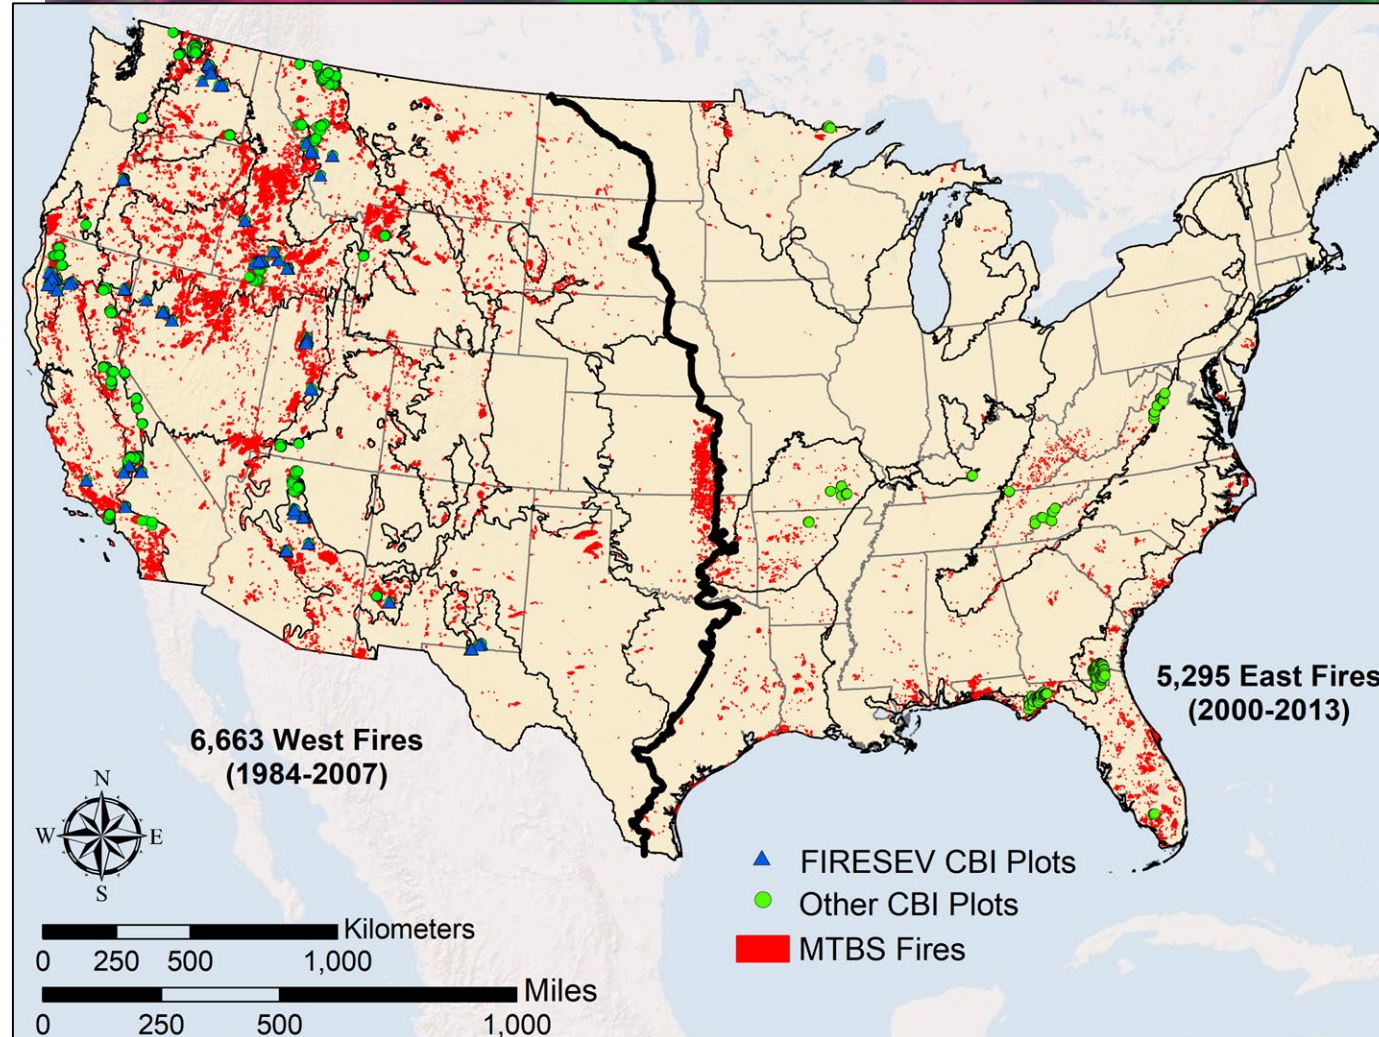 5,295 East Fires
(2000-2013)
6,663 West Fires
(1984-2007)
N
W
E
S
FIRESEV CBI Plots
Other CBI Plots
MTBS Fires
Kilometers
0 250 500 1,000
Miles
0 250 500 1,000